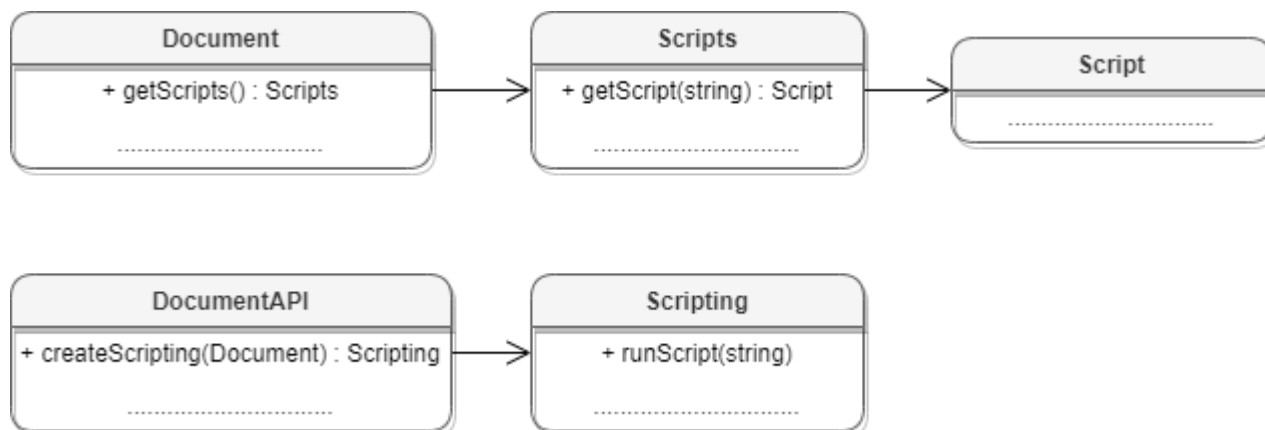 Document
+ getScripts() : Scripts
................................
Scripts
+ getScript(string) : Script
................................
Script
................................
DocumentAPI
+ createScripting(Document) : Scripting
................................
Scripting
+ runScript(string)
................................